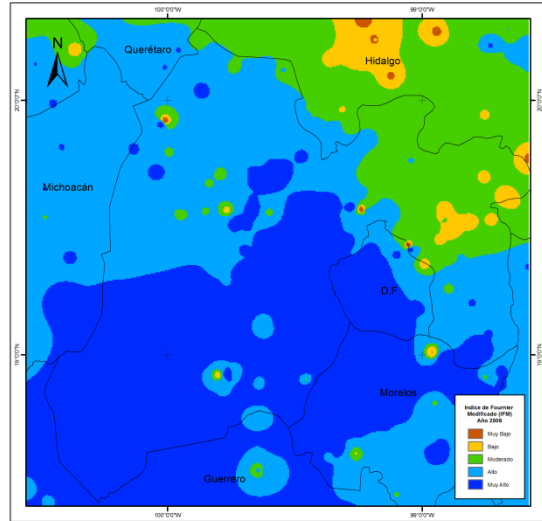 100°0'0"W
99°0'0"W
N
Querétaro
Hidalgo
20°0'0"N
20°0'0"N
Michoacán
D.F
19°0'0"N
19°0'0"N
Morelos
Guerrero
Indice de Fournier
Modificado (IFM)
Año 2006
Muy Bajo
Bajo
Moderado
Alto
Muy Alto
100°0'0"W
99°0'0"W